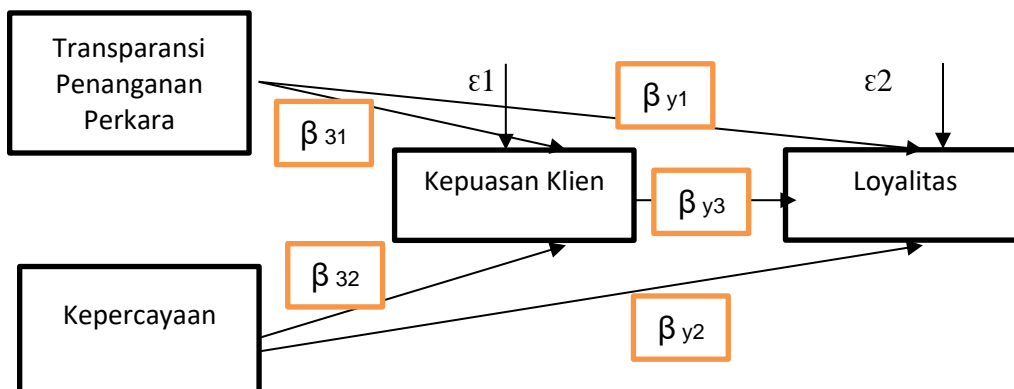 Transparansi
Penanganan
Perkara
ε1
ε2
β y1
β 31
Kepuasan Klien
Loyalitas
β y3
β 32
Kepercayaan
β y2